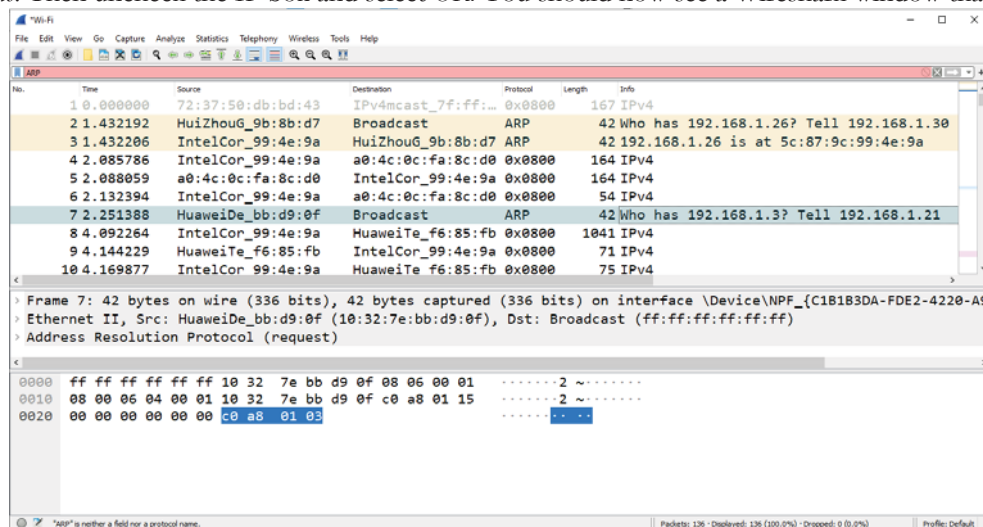 *Wi-Fi
File Edit View Go Capture Analyze Statistics Telephony Wireless Tools Help
ARP
No. Time Source Destination Protocol Length Info
1 0.000000 72:37:50:db:bd:43 IPv4mcast_7f:ff:… 0x0800 167 IPv4
2 1.432192 HuiZhouG_9b:8b:d7 Broadcast ARP 42 Who has 192.168.1.26? Tell 192.168.1.30
3 1.432206 IntelCor_99:4e:9a HuiZhouG_9b:8b:d7 ARP 42 192.168.1.26 is at 5c:87:9c:99:4e:9a
4 2.085786 IntelCor_99:4e:9a a0:4c:0c:fa:8c:d0 0x0800 164 IPv4
5 2.088059 a0:4c:0c:fa:8c:d0 IntelCor_99:4e:9a 0x0800 164 IPv4
6 2.132394 IntelCor_99:4e:9a a0:4c:0c:fa:8c:d0 0x0800 54 IPv4
7 2.251388 HuaweiDe_bb:d9:0f Broadcast ARP 42 Who has 192.168.1.3? Tell 192.168.1.21
8 4.092264 IntelCor_99:4e:9a HuaweiTe_f6:85:fb 0x0800 1041 IPv4
9 4.144229 HuaweiTe_f6:85:fb IntelCor_99:4e:9a 0x0800 71 IPv4
10 4.169877 IntelCor_99:4e:9a HuaweiTe_f6:85:fb 0x0800 75 IPv4
Frame 7: 42 bytes on wire (336 bits), 42 bytes captured (336 bits) on interface \Device\NPF_{C1B1B3DA-FDE2-4220-A9
Ethernet II, Src: HuaweiDe_bb:d9:0f (10:32:7e:bb:d9:0f), Dst: Broadcast (ff:ff:ff:ff:ff:ff)
Address Resolution Protocol (request)
0000 ff ff ff ff ff ff 10 32 7e bb d9 0f 08 06 00 01 ·······2 ~·······
0010 08 00 06 04 00 01 10 32 7e bb d9 0f c0 a8 01 15 ·······2 ~·······
0020 00 00 00 00 00 00 c0 a8 01 03 ········ ··
"ARP" is neither a field nor a protocol name. Packets: 136 · Displayed: 136 (100.0%) · Dropped: 0 (0.0%) Profile: Default